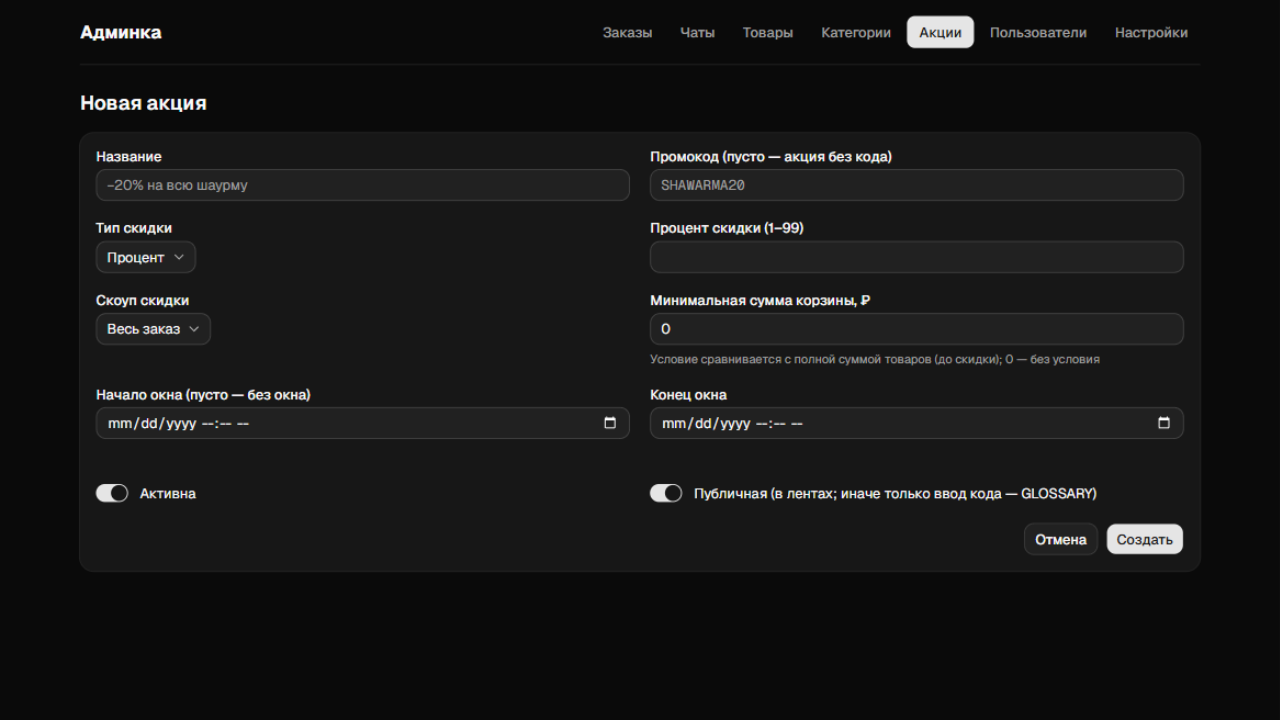 Админка
Заказы Чаты Товары Категории Акции Пользователи Настройки
Новая акция
Название
Промокод (пусто — акция без кода)
−20% на всю шаурму
SHAWARMA20
Тип скидки
Процент скидки (1–99)
Процент
Скоуп скидки
Минимальная сумма корзины, ₽
Весь заказ
0
Условие сравнивается с полной суммой товаров (до скидки); 0 — без условия
Начало окна (пусто — без окна)
Конец окна
mm/dd/yyyy --:-- --
mm/dd/yyyy --:-- --
Активна
Публичная (в лентах; иначе только ввод кода — GLOSSARY)
Отмена
Создать